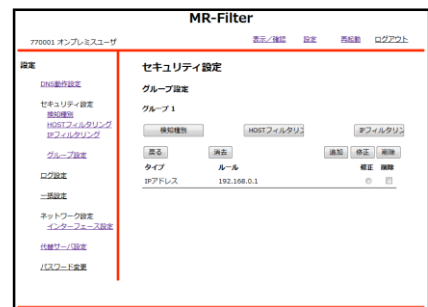 MR-Filter
770001 オンプレミスユーザ 表示／確認 設定 再起動 ログアウト
設定
DNS動作設定
セキュリティ設定
検知種別
HOSTフィルタリング
IPフィルタリング
グループ設定
ログ設定
一括設定
ネットワーク設定
インターフェース設定
代替サーバ設定
パスワード変更
セキュリティ設定
グループ設定
グループ 1
検知種別 HOSTフィルタリン IPフィルタリン
戻る 消去 追加 修正 削除
タイプ ルール 修正 削除
IPアドレス 192.168.0.1